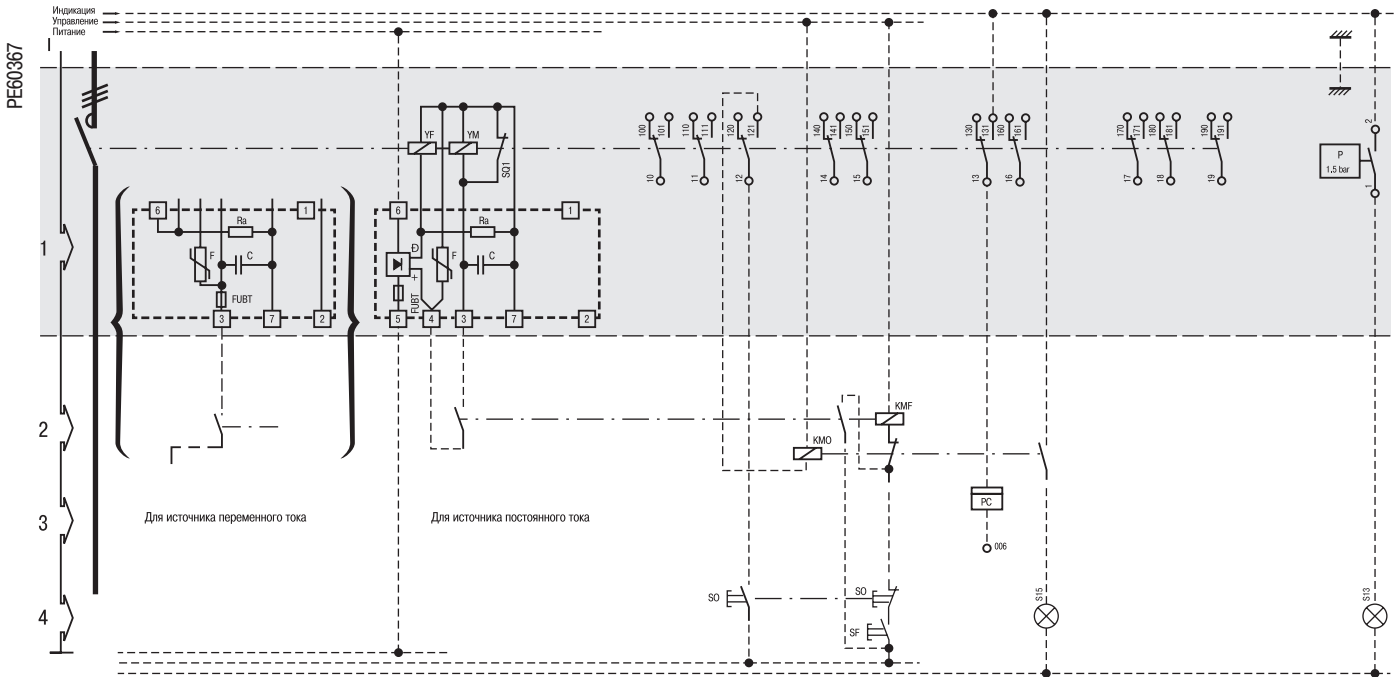 Индикация
Управление
Питание
PE60367
1
2
3
4
6
1
Ra
F
C
FUBT
3
7
2
Для источника переменного тока
YF
YM
SQ1
6
1
Ra
Đ
+
F
C
FUBT
5
4
3
7
2
Для источника постоянного тока
100
101
110
111
120
121
140
141
150
151
130
131
160
161
170
171
180
181
190
191
10
11
12
14
15
13
16
17
18
19
P
1.5 bar
2
1
KMF
KMO
PC
006
SO
SO
SF
S15
S13